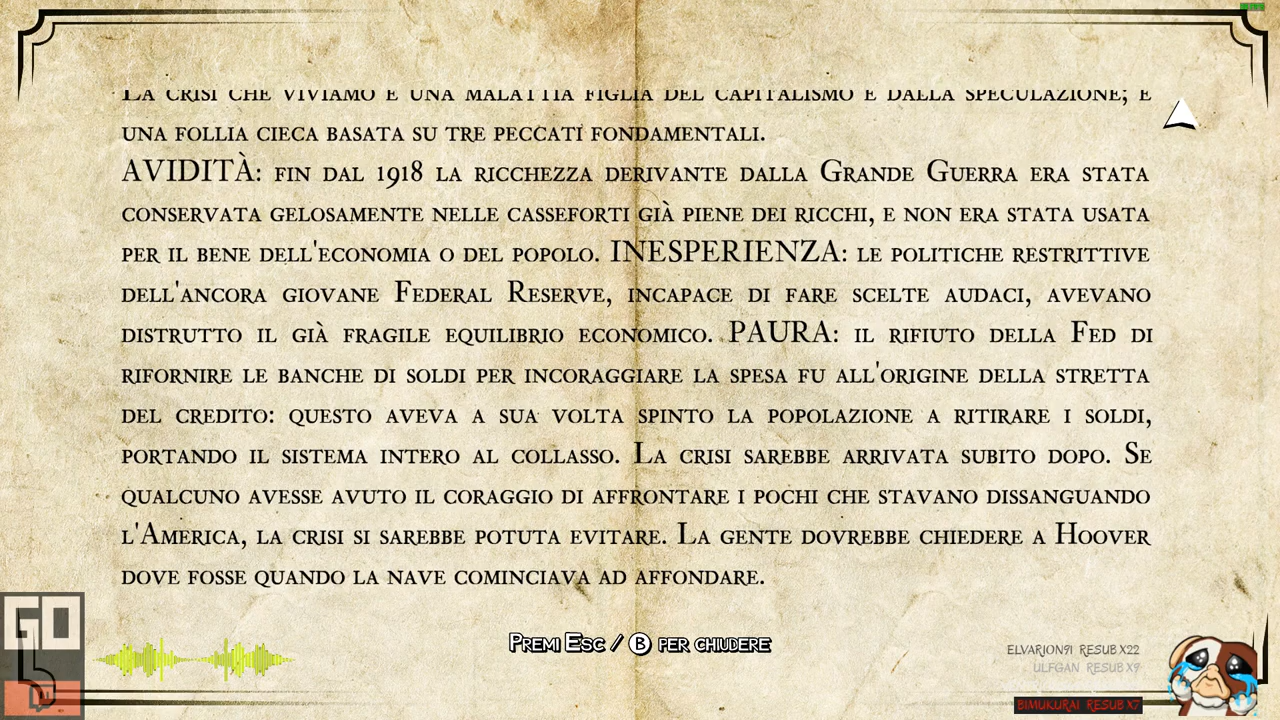 La crisi che viviamo è una malattia figlia del capitalismo e dalla speculazione; è
una follia cieca basata su tre peccati fondamentali.
AVIDITÀ: fin dal 1918 la ricchezza derivante dalla Grande Guerra era stata
conservata gelosamente nelle casseforti già piene dei ricchi, e non era stata usata
per il bene dell'economia o del popolo. INESPERIENZA: le politiche restrittive
dell'ancora giovane Federal Reserve, incapace di fare scelte audaci, avevano
distrutto il già fragile equilibrio economico. PAURA: il rifiuto della Fed di
rifornire le banche di soldi per incoraggiare la spesa fu all'origine della stretta
del credito: questo aveva a sua volta spinto la popolazione a ritirare i soldi,
portando il sistema intero al collasso. La crisi sarebbe arrivata subito dopo. Se
qualcuno avesse avuto il coraggio di affrontare i pochi che stavano dissanguando
l'America, la crisi si sarebbe potuta evitare. La gente dovrebbe chiedere a Hoover
dove fosse quando la nave cominciava ad affondare.
Premi Esc / B per chiudere
ELVARION91 RESUB X22
ULFGAN RESUB X9
BIMUKURAI RESUB X7
GO